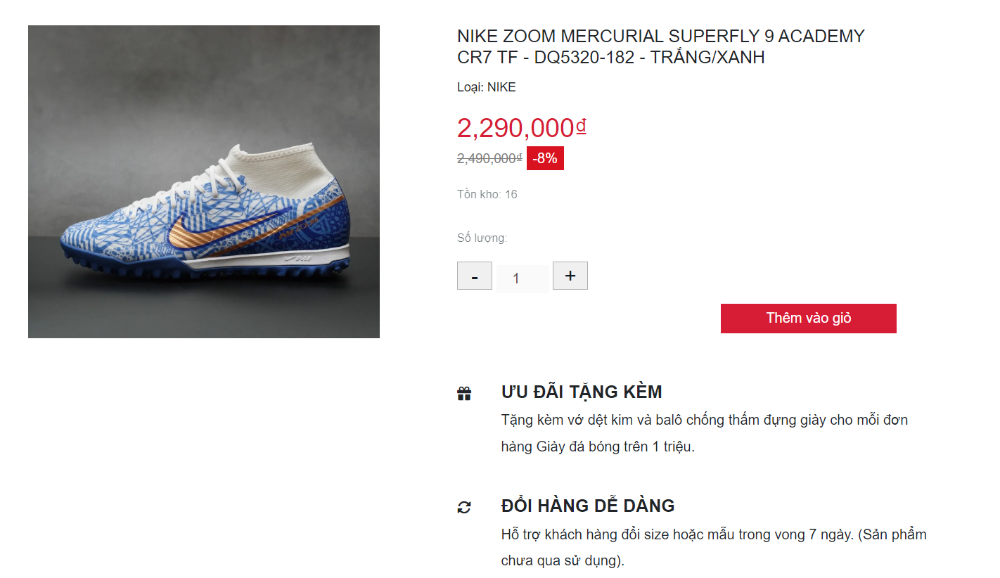 NIKE ZOOM MERCURIAL SUPERFLY 9 ACADEMY
CR7 TF - DQ5320-182 - TRẮNG/XANH
Loại: NIKE
2,290,000₫
2,490,000₫ -8%
Tồn kho: 16
Số lượng:
- 1 +
Thêm vào giỏ
ƯU ĐÃI TẶNG KÈM
Tặng kèm vớ dệt kim và balô chống thấm đựng giày cho mỗi đơn
hàng Giày đá bóng trên 1 triệu.
ĐỔI HÀNG DỄ DÀNG
Hỗ trợ khách hàng đổi size hoặc mẫu trong vong 7 ngày. (Sản phẩm
chưa qua sử dụng).